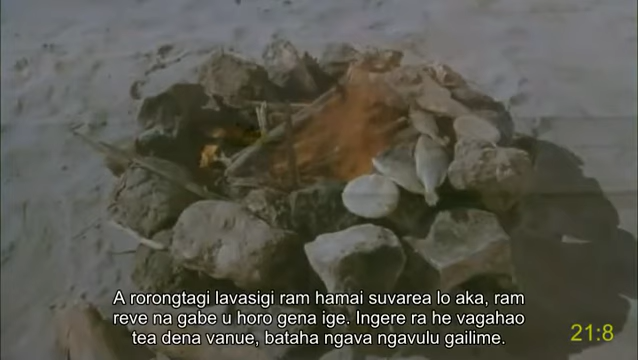 A rorongtagi lavasigi ram hamai suvarea lo aka, ram
reve na gabe u horo gena ige. Ingere ra he vagahao
tea dena vanue, bataha ngava ngavulu gailime.
21:8